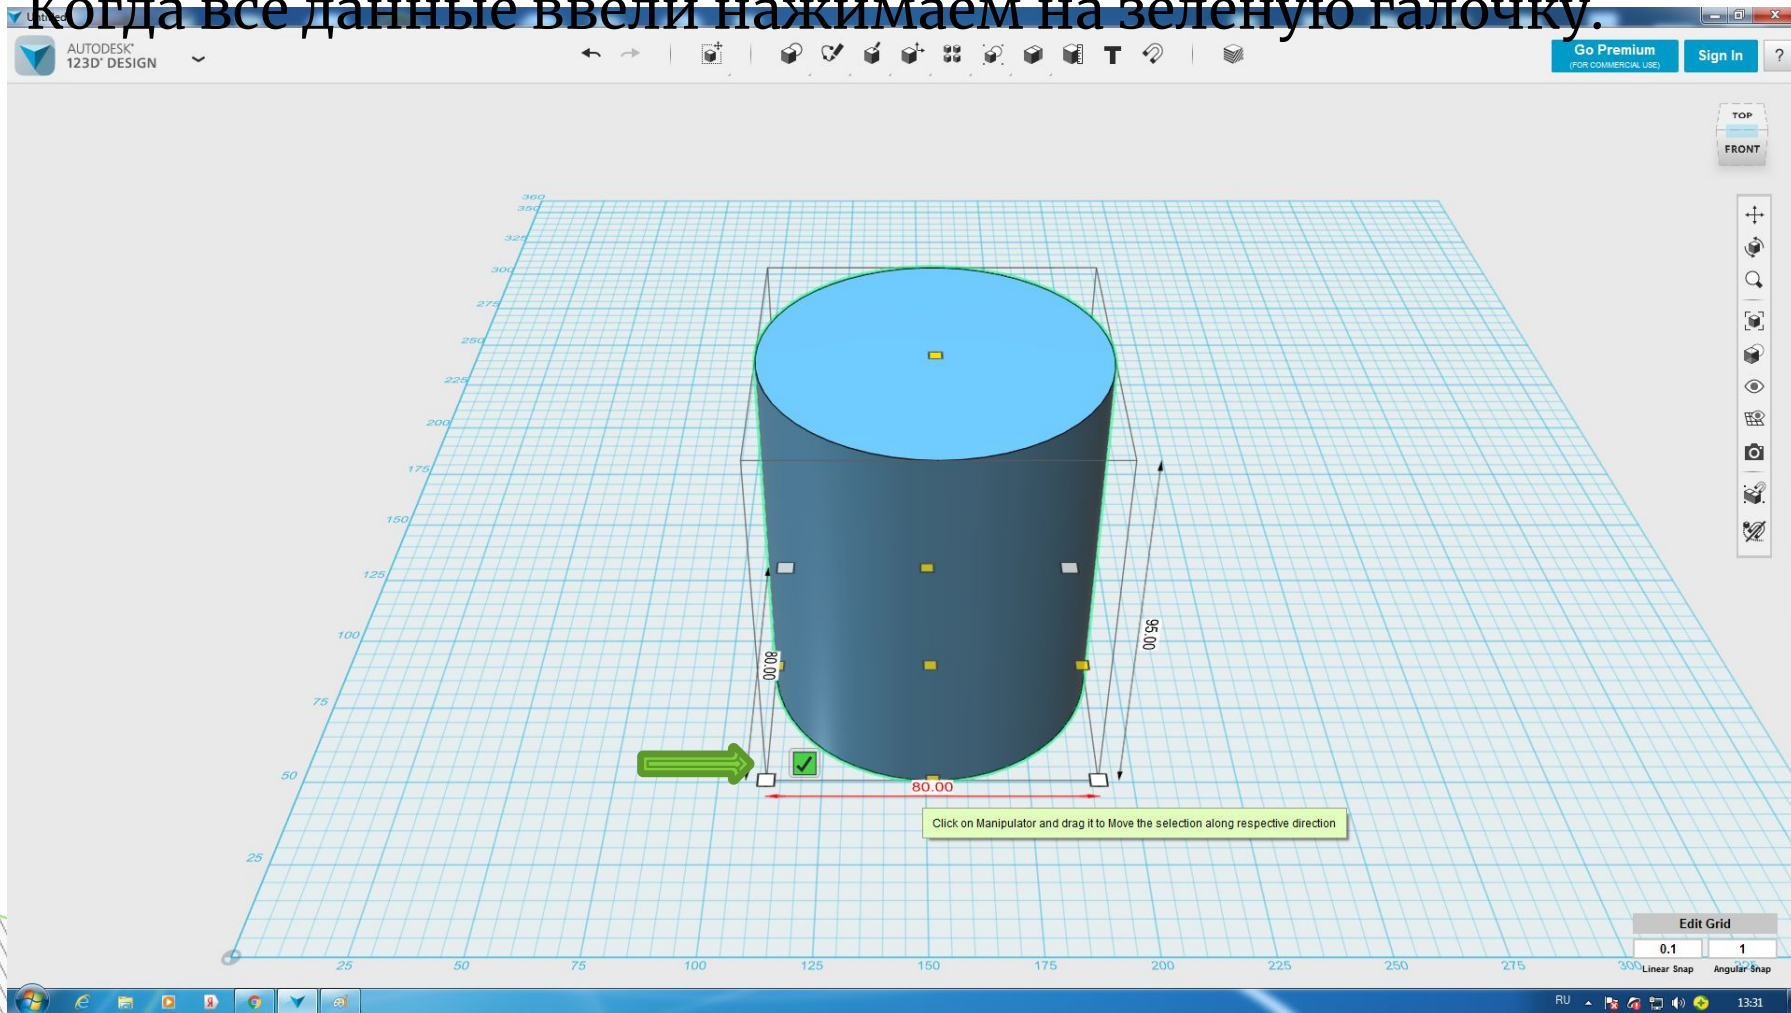 Когда все данные ввели нажимаем на зеленую галочку.
AUTODESK®
123D® DESIGN
T
Go Premium
(FOR COMMERCIAL USE)
Sign In
?
TOP
FRONT
360
350
325
300
275
250
225
200
175
150
125
100
75
50
25
95.00
80.00
80.00
Click on Manipulator and drag it to Move the selection along respective direction
25 50 75 100 125 150 175 200 225 250 275 300
Edit Grid
0.1 1
Linear Snap Angular Snap
RU 13:31